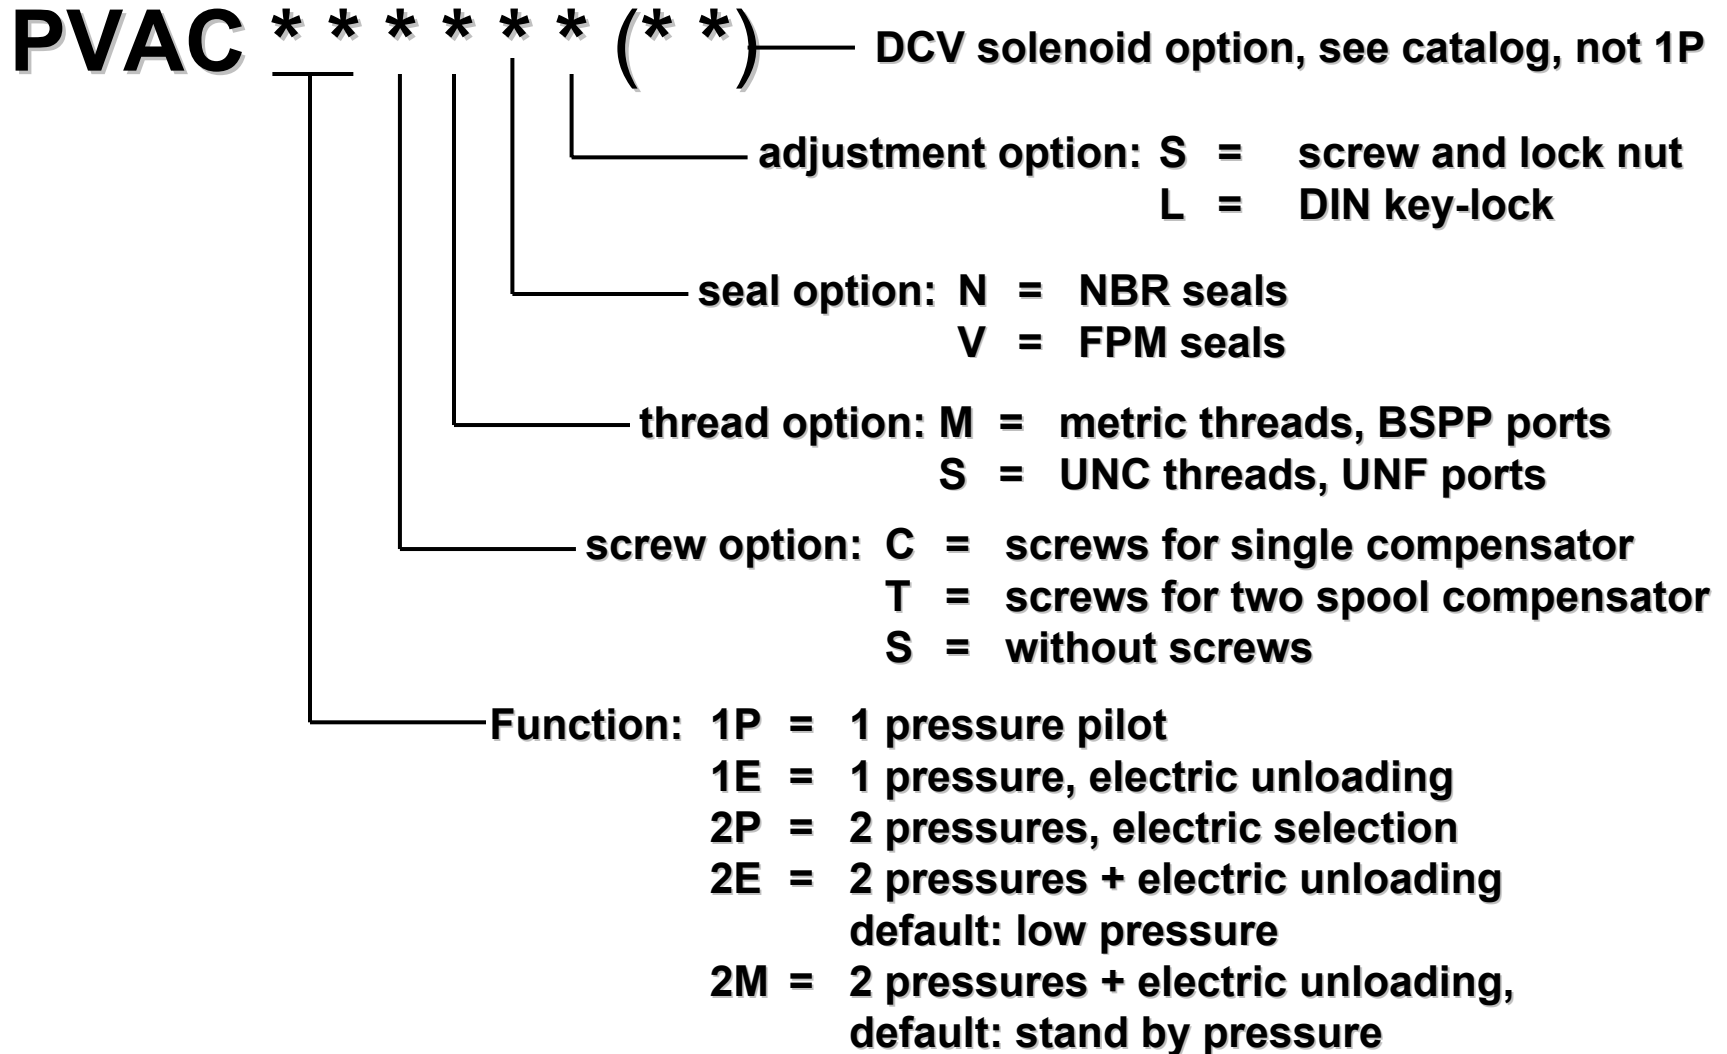 PVAC * * * * * * (* *) DCV solenoid option, see catalog, not 1P
adjustment option: S = screw and lock nut
L = DIN key-lock
seal option: N = NBR seals
V = FPM seals
thread option: M = metric threads, BSPP ports
S = UNC threads, UNF ports
screw option: C = screws for single compensator
T = screws for two spool compensator
S = without screws
Function: 1P = 1 pressure pilot
1E = 1 pressure, electric unloading
2P = 2 pressures, electric selection
2E = 2 pressures + electric unloading
default: low pressure
2M = 2 pressures + electric unloading,
default: stand by pressure